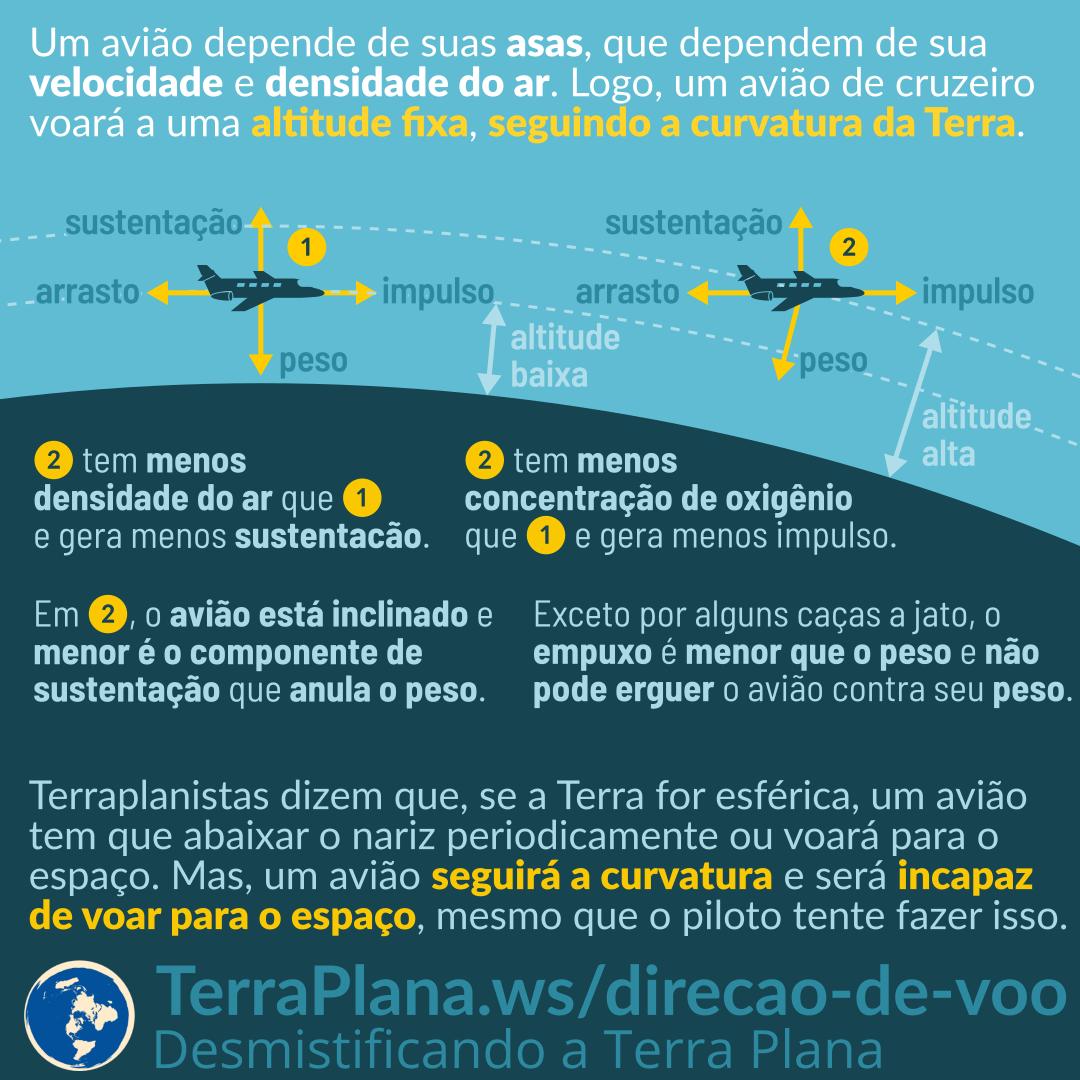 Um avião depende de suas asas, que dependem de sua
velocidade e densidade do ar. Logo, um avião de cruzeiro
voará a uma altitude fixa, seguindo a curvatura da Terra.
sustentação
1
arrasto
impulso
peso
altitude
baixa
sustentação
2
arrasto
impulso
peso
altitude
alta
2 tem menos
densidade do ar que 1
e gera menos sustentacão.
2 tem menos
concentração de oxigênio
que 1 e gera menos impulso.
Em 2, o avião está inclinado e
menor é o componente de
sustentação que anula o peso.
Exceto por alguns caças a jato, o
empuxo é menor que o peso e não
pode erguer o avião contra seu peso.
Terraplanistas dizem que, se a Terra for esférica, um avião
tem que abaixar o nariz periodicamente ou voará para o
espaço. Mas, um avião seguirá a curvatura e será incapaz
de voar para o espaço, mesmo que o piloto tente fazer isso.
TerraPlana.ws/direcao-de-voo
Desmistificando a Terra Plana